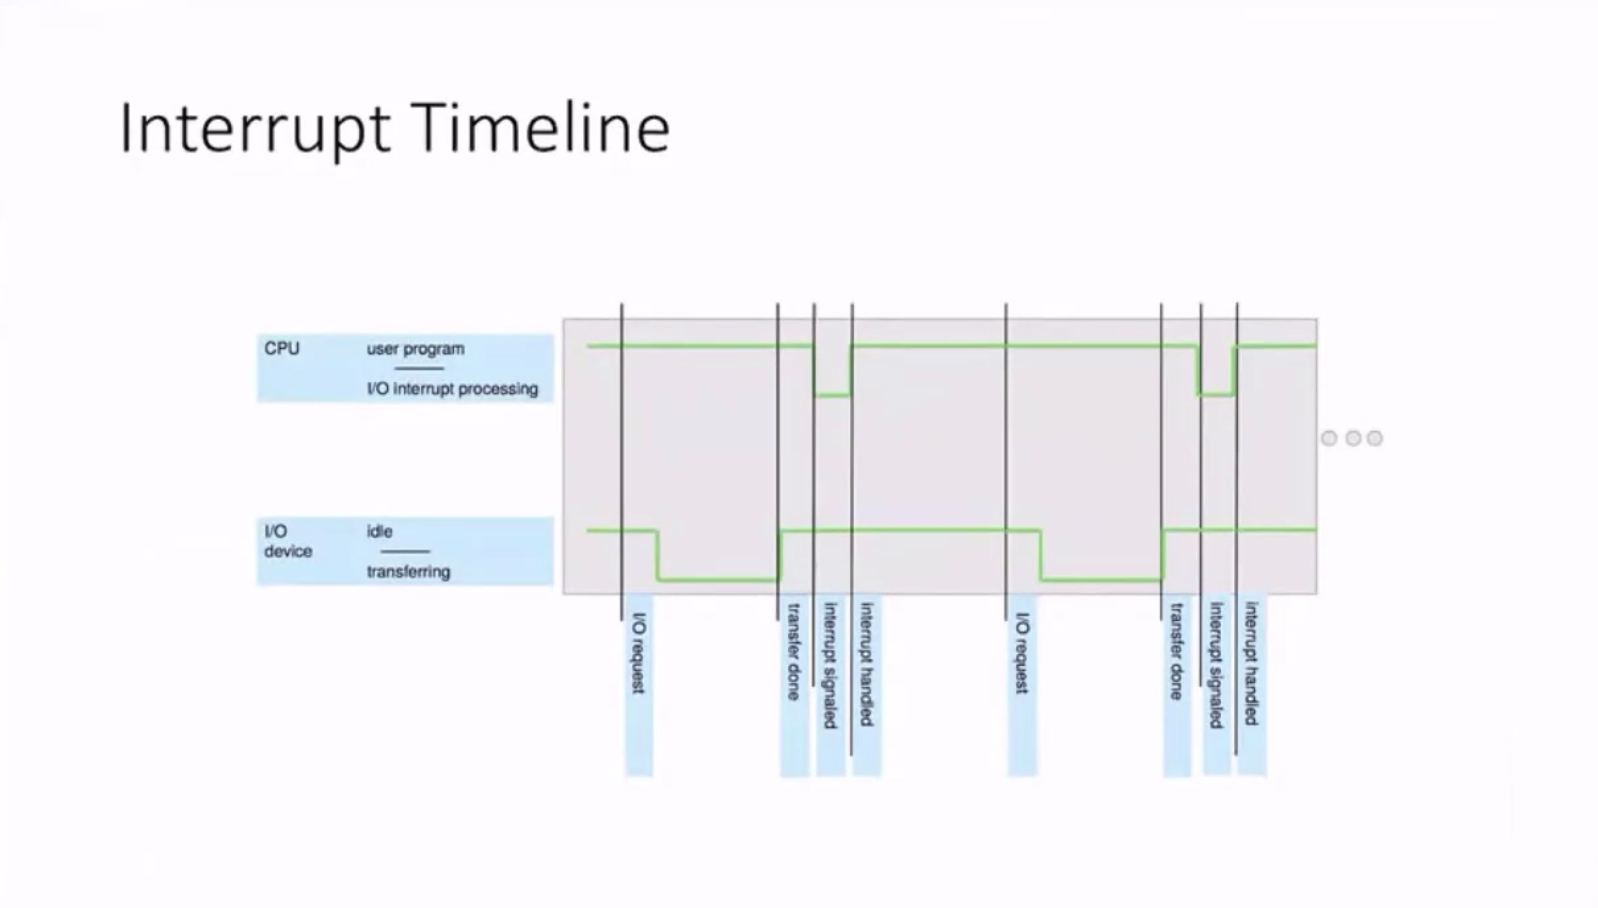 Interrupt Timeline
CPU
user program
I/O interrupt processing
I/O
device
idle
transferring
I/O request
transfer done
interrupt signaled
interrupt handled
I/O request
transfer done
interrupt signaled
interrupt handled